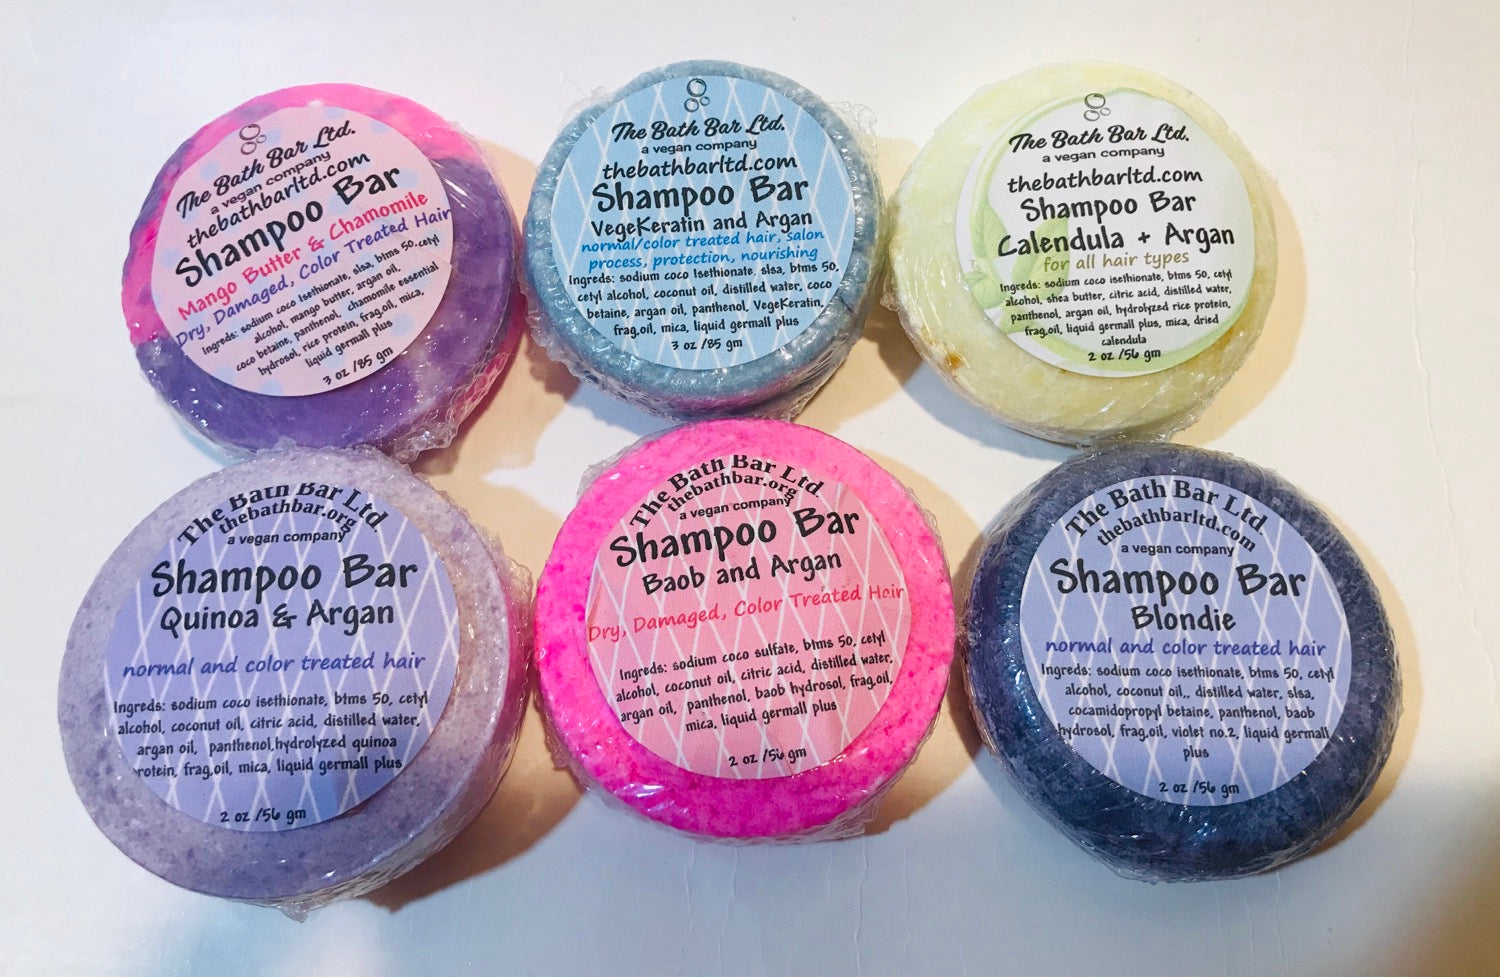 The Bath Bar Ltd.
a vegan company
thebathbarltd.com
Shampoo Bar
Mango Butter & Chamomile
Dry, Damaged, Color Treated Hair
Ingreds: sodium coco Isethionate, slsa, btms 50, cetyl
alcohol, mango butter, argan oil,
coco betaine, panthenol, chamomile essential
hydrosol, rice protein, frag.oil, mica,
liquid germall plus
3 oz /85 gm
The Bath Bar Ltd.
a vegan company
thebathbarltd.com
Shampoo Bar
VegeKeratin and Argan
normal/color treated hair, salon
process, protection, nourishing
Ingreds: sodium coco Isethionate, slsa, btms 50,
cetyl alcohol, coconut oil, distilled water, coco
betaine, argan oil, panthenol, VegeKeratin,
frag.oil, mica, liquid germall plus
3 oz /85 gm
The Bath Bar Ltd.
a vegan company
thebathbarltd.com
Shampoo Bar
Calendula + Argan
for all hair types
Ingreds: sodium coco isethionate, btms 50, cetyl
alcohol, shea butter, citric acid, distilled water,
panthenol, argan oil, hydrolyzed rice protein,
frag.oil, liquid germall plus, mica, dried
calendula
2 oz /56 gm
The Bath Bar Ltd.
thebathbar.org
a vegan company
Shampoo Bar
Quinoa & Argan
normal and color treated hair
Ingreds: sodium coco isethionate, btms 50, cetyl
alcohol, coconut oil, citric acid, distilled water,
argan oil, panthenol,hydrolyzed quinoa
rotein, frag.oil, mica, liquid germall plus
2 oz /56 gm
The Bath Bar Ltd.
thebathbar.org
a vegan company
Shampoo Bar
Baob and Argan
Dry, Damaged, Color Treated Hair
Ingreds: sodium coco sulfate, btms 50, cetyl
alcohol, coconut oil, citric acid, distilled water,
argan oil, panthenol, baob hydrosol, frag.oil,
mica, liquid germall plus
2 oz /56 gm
The Bath Bar Ltd.
thebathbarltd.com
a vegan company
Shampoo Bar
Blondie
normal and color treated hair
Ingreds: sodium coco isethionate, btms 50, cetyl
alcohol, coconut oil,, distilled water, slsa,
cocamidopropyl betaine, panthenol, baob
hydrosol, frag.oil, violet no.2, liquid germall
plus
2 oz /56 gm